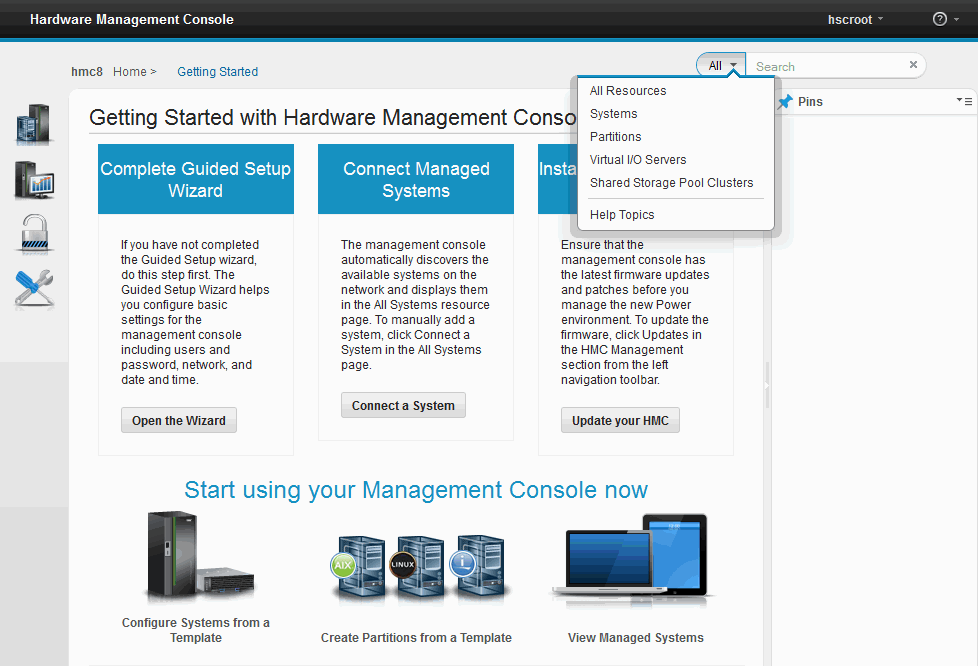 Hardware Management Console
hscroot
?
hmc8 Home > Getting Started
All
Search
All Resources
Systems
Partitions
Virtual I/O Servers
Shared Storage Pool Clusters
Help Topics
Pins
Getting Started with Hardware Management Conso
Complete Guided Setup
Wizard
If you have not completed
the Guided Setup wizard,
do this step first. The
Guided Setup Wizard helps
you configure basic
settings for the
management console
including users and
password, network, and
date and time.
Open the Wizard
Connect Managed
Systems
The management console
automatically discovers the
available systems on the
network and displays them
in the All Systems resource
page. To manually add a
system, click Connect a
System in the All Systems
page.
Connect a System
Insta
Ensure that the
management console has
the latest firmware updates
and patches before you
manage the new Power
environment. To update the
firmware, click Updates in
the HMC Management
section from the left
navigation toolbar.
Update your HMC
Start using your Management Console now
Configure Systems from a
Template
AIX
LINUX
i
Create Partitions from a Template
View Managed Systems